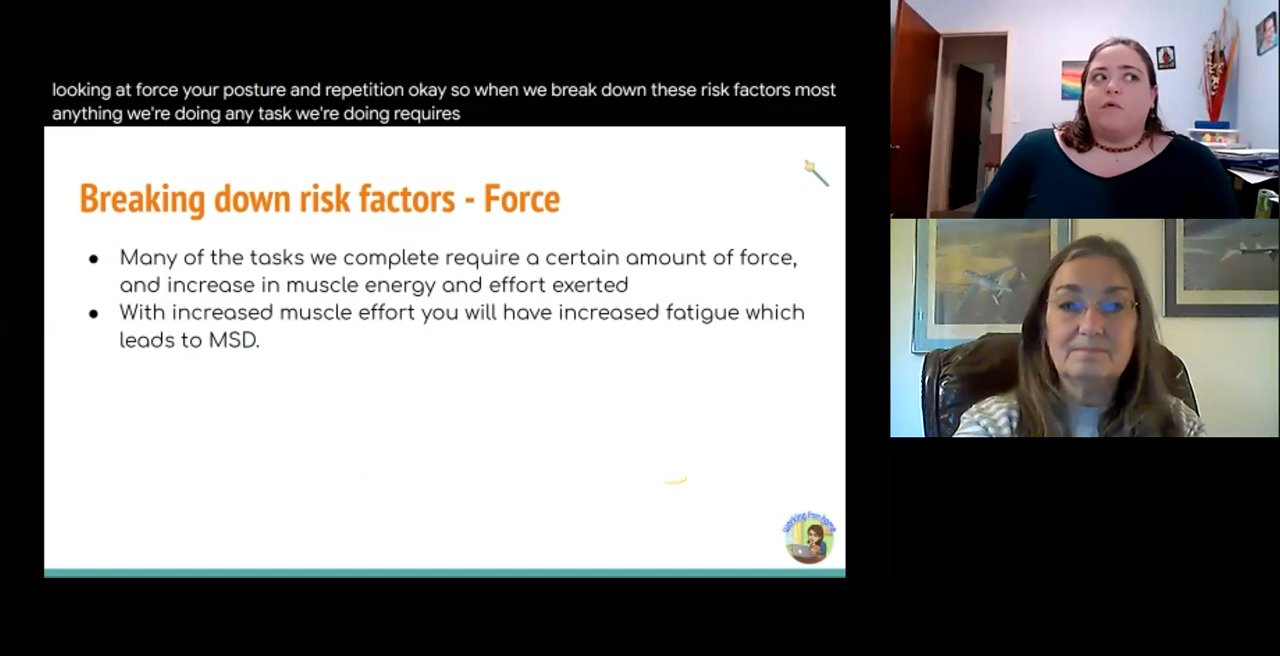 looking at force your posture and repetition okay so when we break down these risk factors most
anything we're doing any task we're doing requires
Breaking down risk factors - Force
● Many of the tasks we complete require a certain amount of force,
and increase in muscle energy and effort exerted
● With increased muscle effort you will have increased fatigue which
leads to MSD.
Working from home